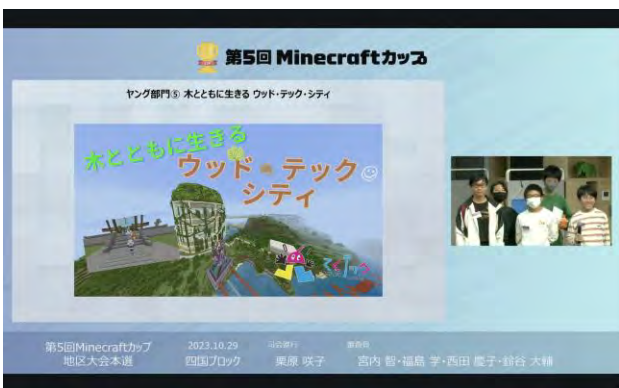 第5回 Minecraftカップ
ヤング部門⑤ 木とともに生きる ウッド・テック・シティ
木とともに生きる
ウッド・テック
シティ
第5回Minecraftカップ
地区大会本選
2023.10.29
四国ブロック
栗原 咲子
宮内 智・福島 学・西田 慶子・鈴谷 大輔